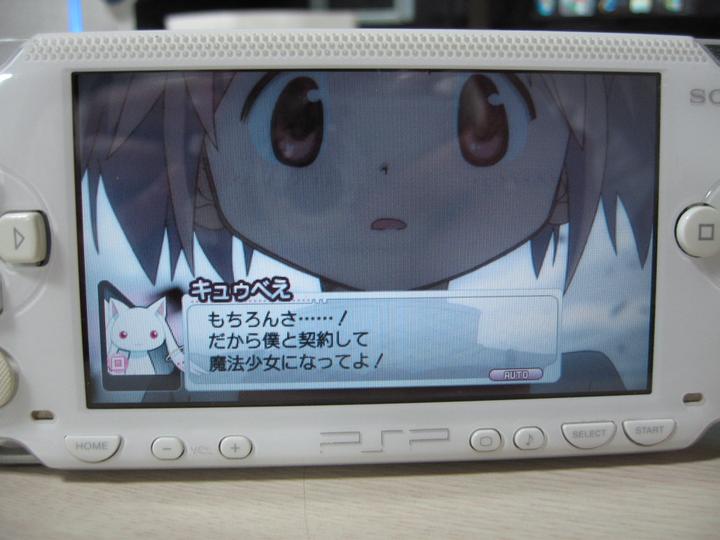 SO
キュゥべえ
もちろんさ……！
だから僕と契約して
魔法少女になってよ！
AUTO
HOME
VOL
PSP
SELECT
START